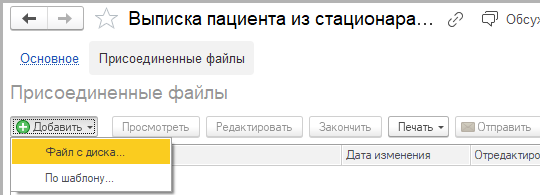 Выписка пациента из стационара...
Обсу
Основное Присоединенные файлы
Присоединенные файлы
Добавить Просмотреть Редактировать Закончить Печать Отправить
Файл с диска...
По шаблону...
Дата изменения Отредактиро